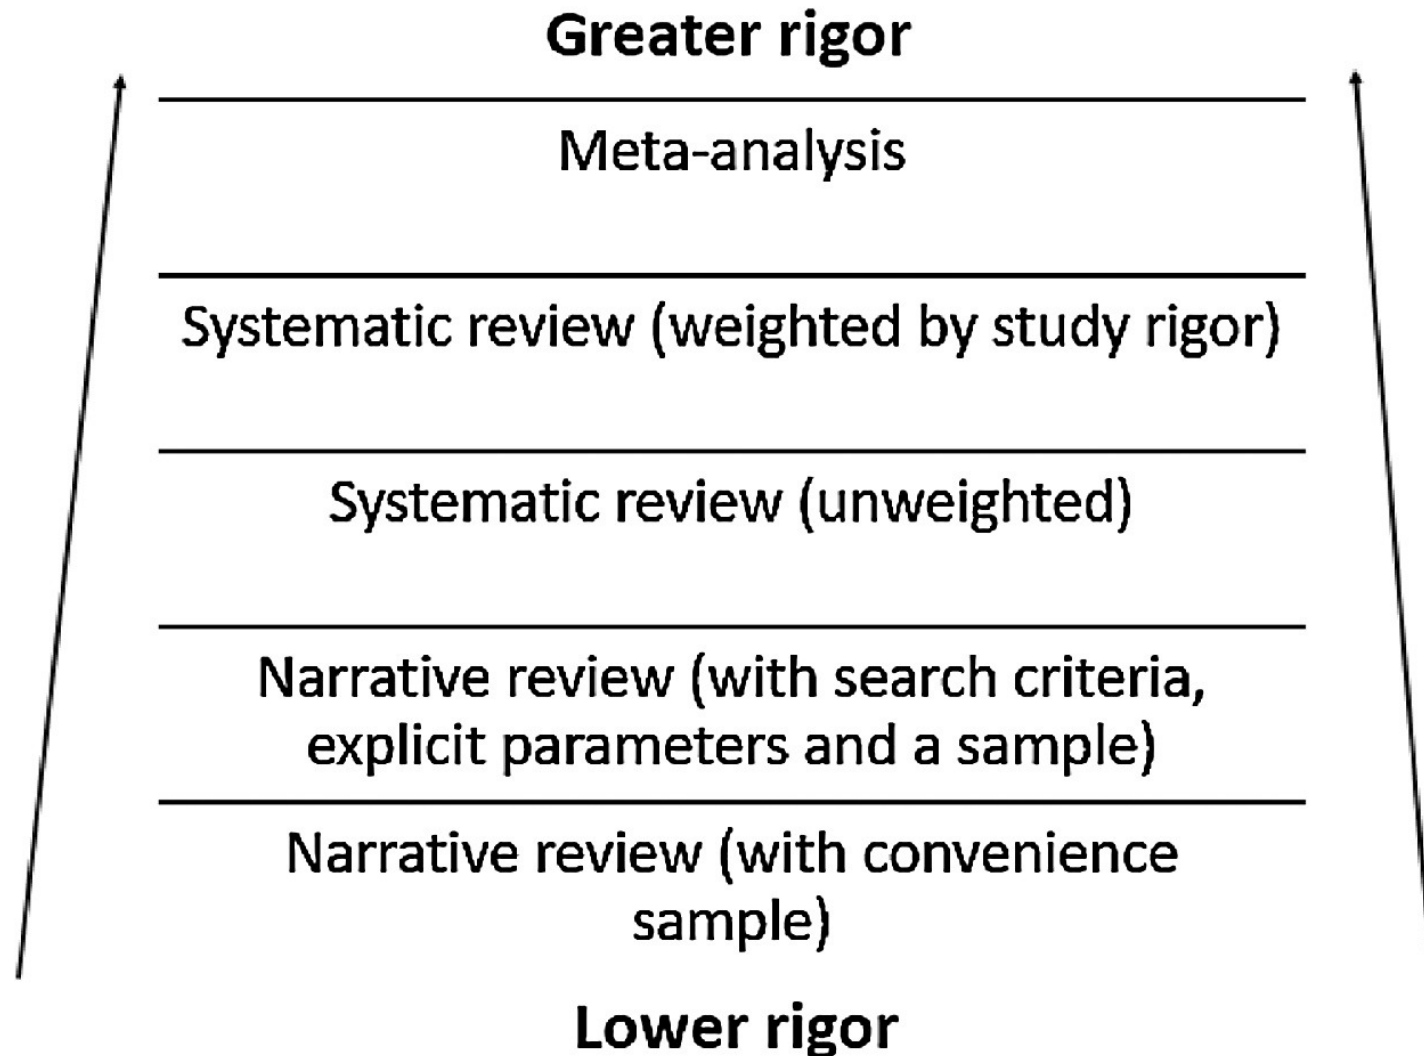 Greater rigor
Meta-analysis
Systematic review (weighted by study rigor)
Systematic review (unweighted)
Narrative review (with search criteria,
explicit parameters and a sample)
Narrative review (with convenience
sample)
Lower rigor